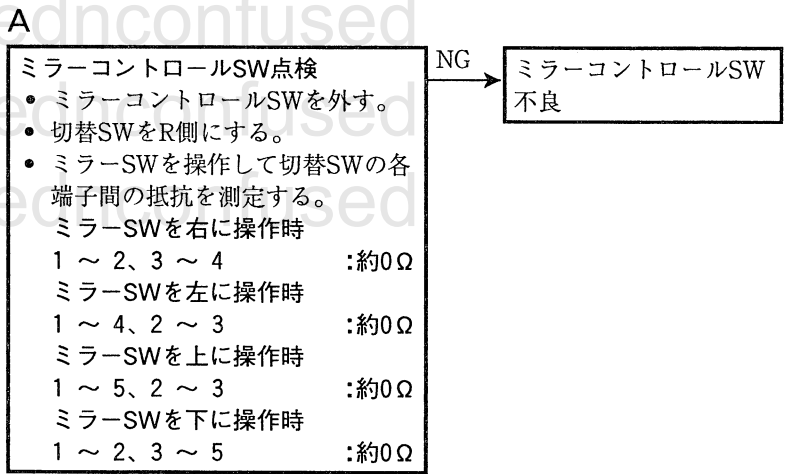 A
ミラーコントロールSW点検
NG
ミラーコントロールSW
不良
• ミラーコントロールSWを外す。
• 切替SWをR側にする。
• ミラーSWを操作して切替SWの各
端子間の抵抗を測定する。
ミラーSWを右に操作時
1 ～ 2、3 ～ 4 :約0Ω
ミラーSWを左に操作時
1 ～ 4、2 ～ 3 :約0Ω
ミラーSWを上に操作時
1 ～ 5、2 ～ 3 :約0Ω
ミラーSWを下に操作時
1 ～ 2、3 ～ 5 :約0Ω
ednconfused
ednconfused
ednconfused